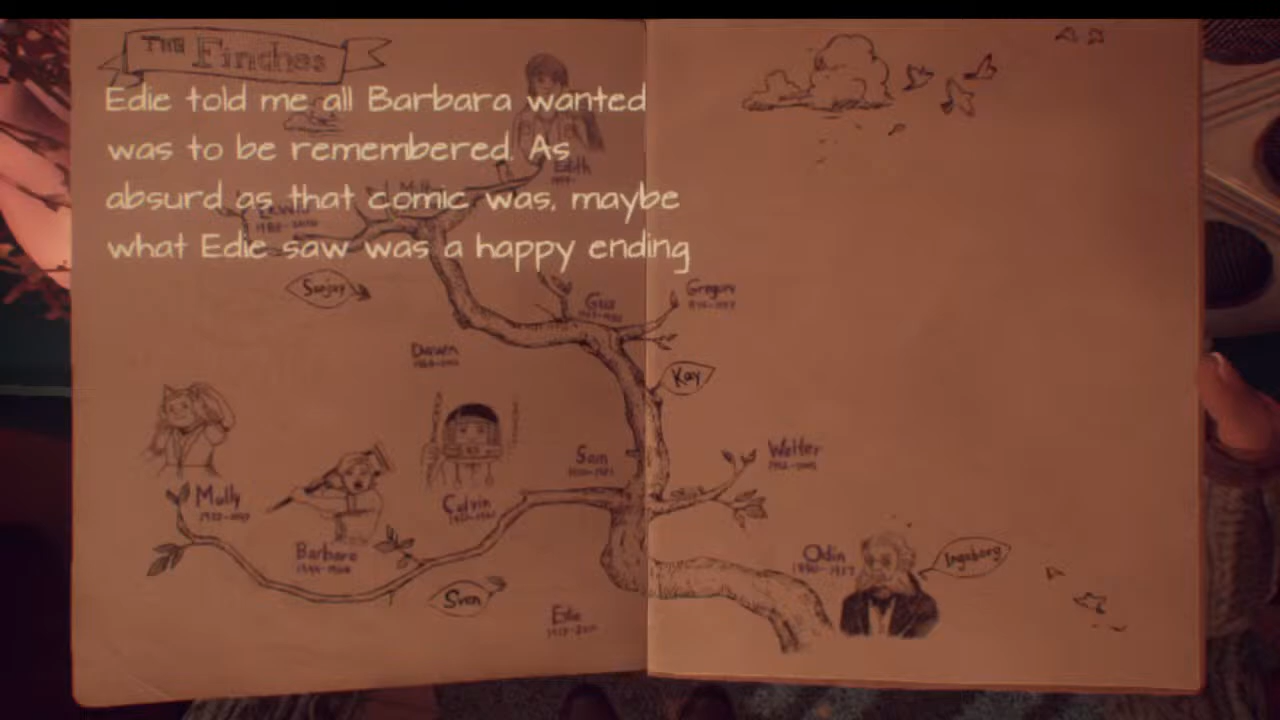 THE Finches
Edie told me all Barbara wanted
was to be remembered. As
absurd as that comic was, maybe
what Edie saw was a happy ending
Edith
Lewis
Milton
Sanjay
Gus
Gregory
Dawn
Kay
Sam
Walter
Molly
Calvin
Barbara
Sven
Odin
Ingeborg
Edie